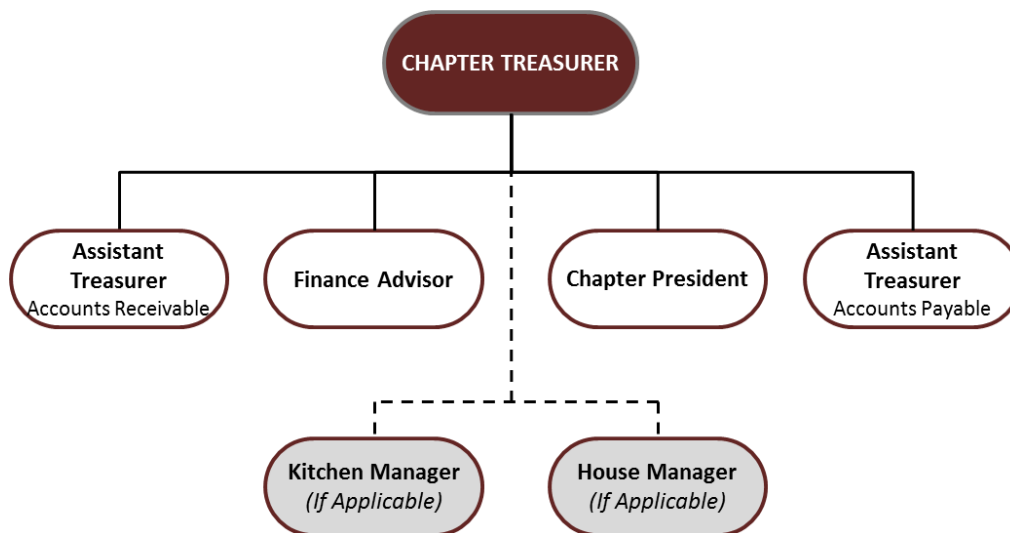 CHAPTER TREASURER
Assistant
Treasurer
Accounts Receivable
Finance Advisor
Chapter President
Assistant
Treasurer
Accounts Payable
Kitchen Manager
(If Applicable)
House Manager
(If Applicable)